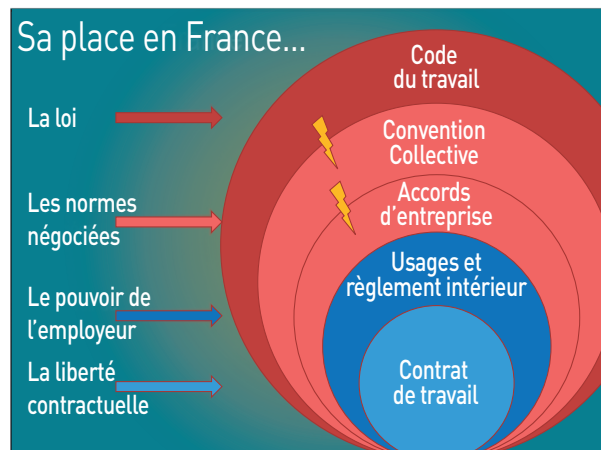 Sa place en France...
La loi
Les normes
négociées
Le pouvoir de
l'employeur
La liberté
contractuelle
Code
du travail
Convention
Collective
Accords
d'entreprise
Usages et
règlement intérieur
Contrat
de travail